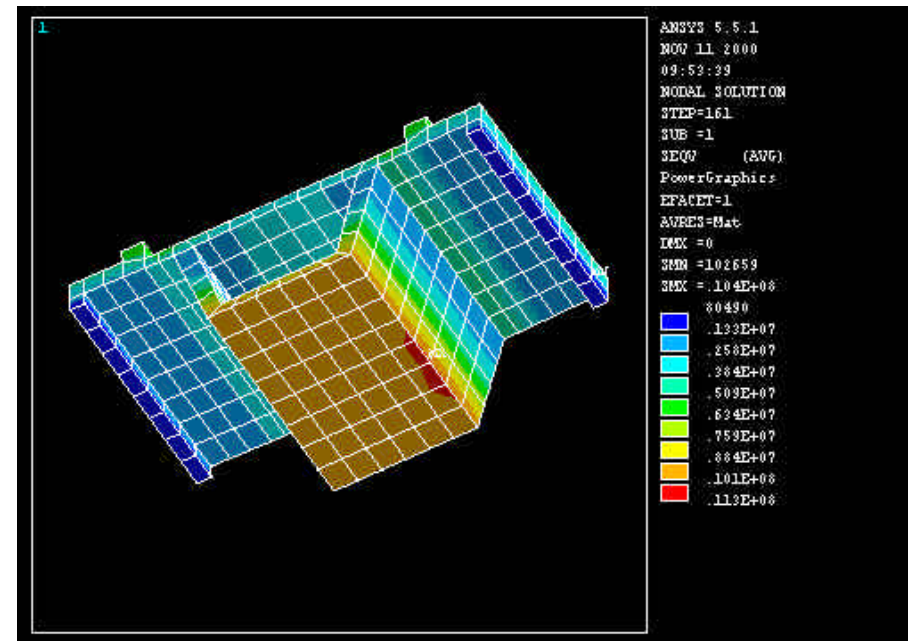 1
ANSYS 5.5.1
NOV 11 2000
09:53:39
NODAL SOLUTION
STEP=161
SUB =1
SEQV (AVG)
PowerGraphics
EFACET=1
AVRES=Mat
DMX =0
SMN =102659
SMX =.104E+08
80490
.133E+07
.258E+07
.384E+07
.509E+07
.634E+07
.759E+07
.884E+07
.101E+08
.113E+08